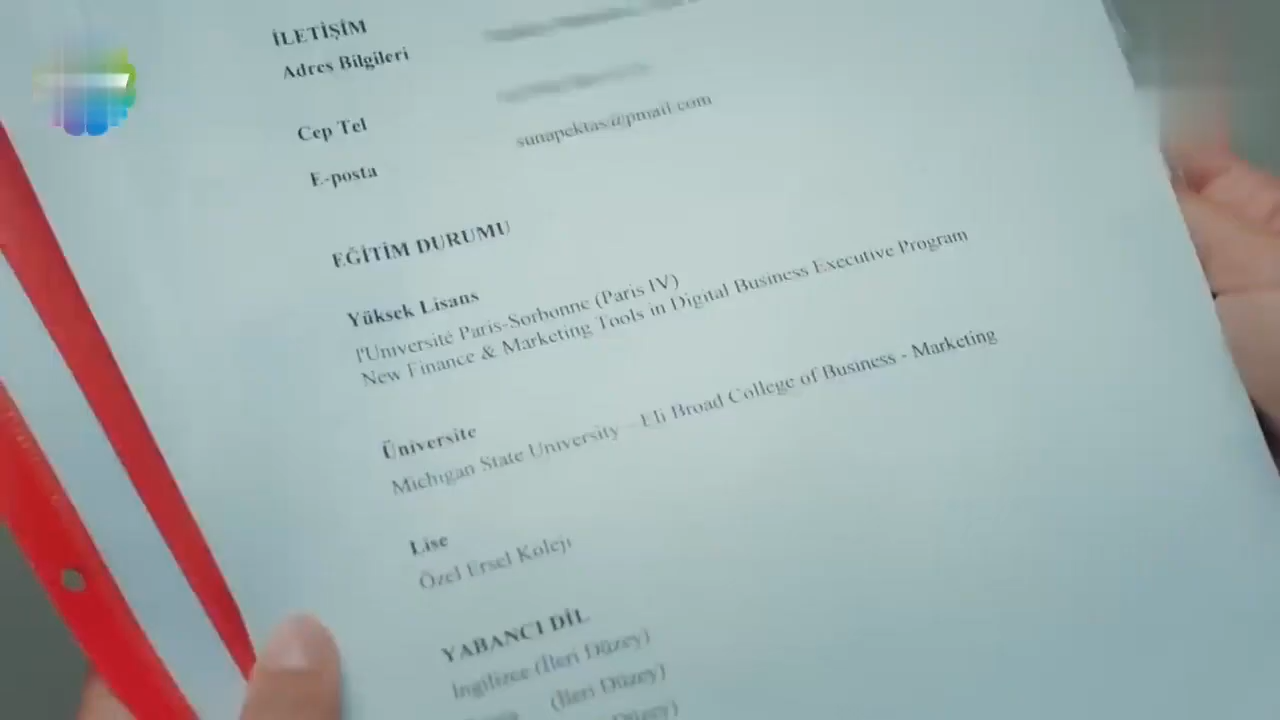 İLETİŞİM
Adres Bilgileri
Cep Tel
sunapektas@pmail.com
E-posta
EĞİTİM DURUMU
Yüksek Lisans
l'Université Paris-Sorbonne (Paris IV)
New Finance & Marketing Tools in Digital Business Executive Program
Üniversite
Michigan State University – Eli Broad College of Business - Marketing
Lise
Özel Ersel Koleji
YABANCI DİL
İngilizce (İleri Düzey)
(İleri Düzey)
Düzey)